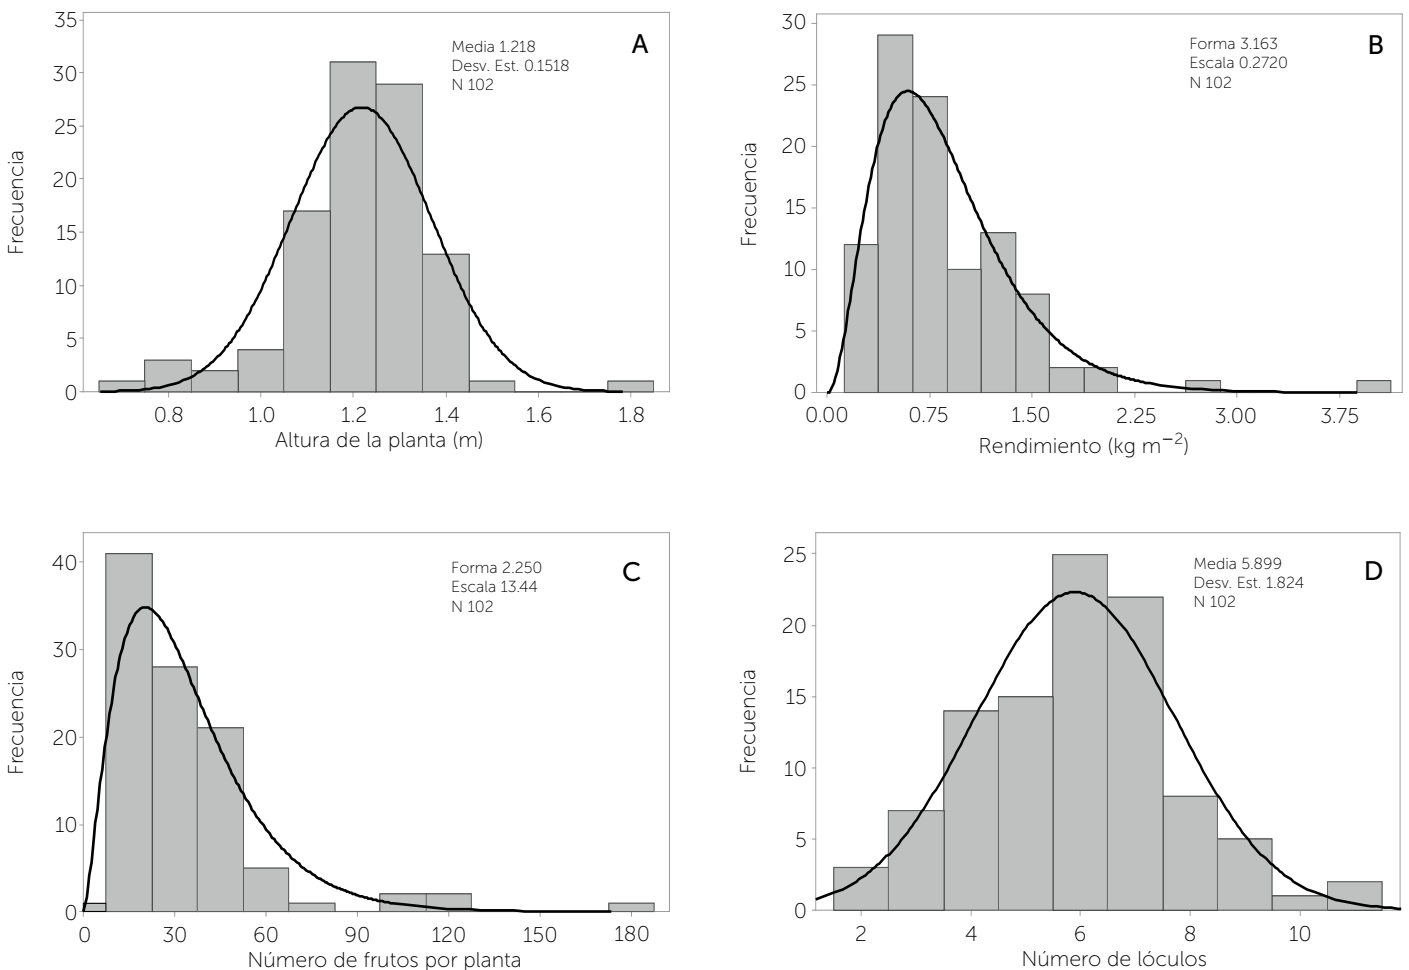 A
Media 1.218
Desv. Est. 0.1518
N 102
Frecuencia
35
30
25
20
15
10
5
0
0.8 1.0 1.2 1.4 1.6 1.8
Altura de la planta (m)
B
Forma 3.163
Escala 0.2720
N 102
Frecuencia
30
25
20
15
10
5
0
0.00 0.75 1.50 2.25 3.00 3.75
Rendimiento (kg m−2)
C
Forma 2.250
Escala 13.44
N 102
Frecuencia
40
30
20
10
0
0 30 60 90 120 150 180
Número de frutos por planta
D
Media 5.899
Desv. Est. 1.824
N 102
Frecuencia
25
20
15
10
5
0
2 4 6 8 10
Número de lóculos